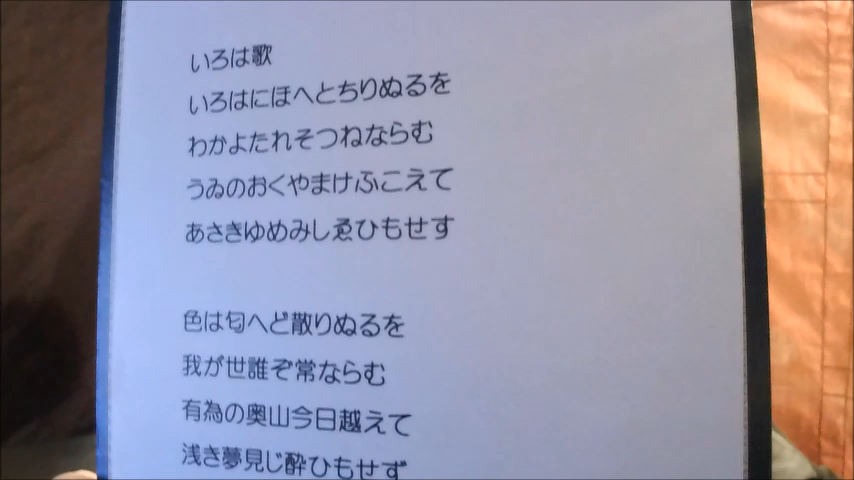 いろは歌
いろはにほへとちりぬるを
わかよたれそつねならむ
うゐのおくやまけふこえて
あさきゆめみしゑひもせす
色は匂へど散りぬるを
我が世誰ぞ常ならむ
有為の奥山今日越えて
浅き夢見じ酔ひもせず